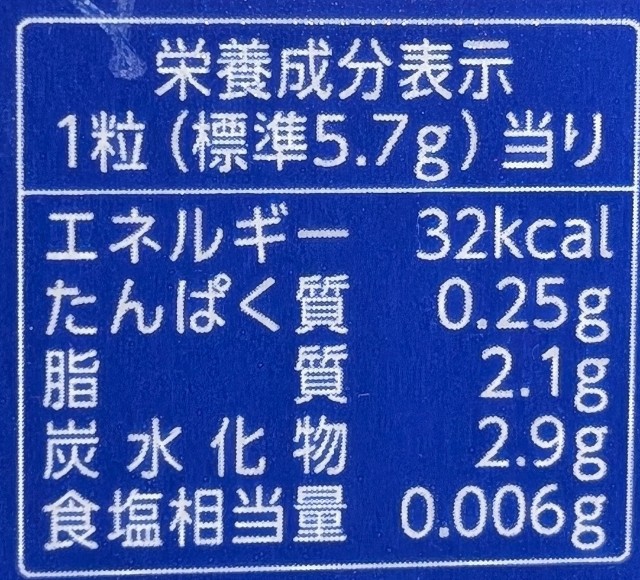 栄養成分表示
1粒(標準5.7g)当り
エネルギー 32kcal
たんぱく質 0.25g
脂質 2.1g
炭水化物 2.9g
食塩相当量 0.006g